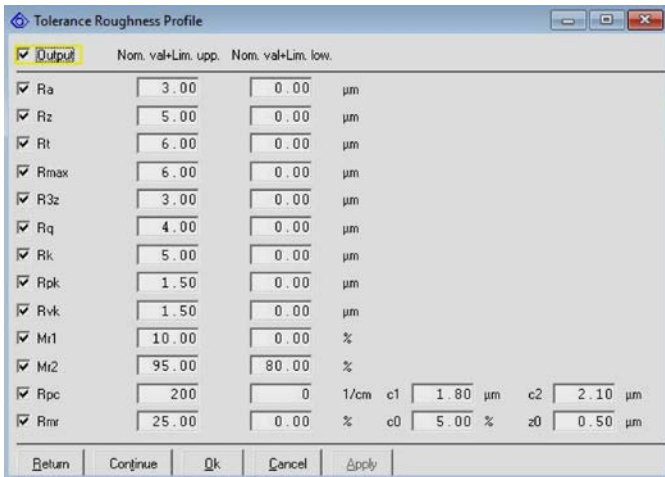 Tolerance Roughness Profile
Output Nom. val+Lim. upp. Nom. val+Lim. low.
Ra 3.00 0.00 µm
Rz 5.00 0.00 µm
Rt 6.00 0.00 µm
Rmax 6.00 0.00 µm
R3z 3.00 0.00 µm
Rq 4.00 0.00 µm
Rk 5.00 0.00 µm
Rpk 1.50 0.00 µm
Rvk 1.50 0.00 µm
Mr1 10.00 0.00 %
Mr2 95.00 80.00 %
Rpc 200 0 1/cm c1 1.80 µm c2 2.10 µm
Rmr 25.00 0.00 % c0 5.00 % z0 0.50 µm
Return Continue Ok Cancel Apply